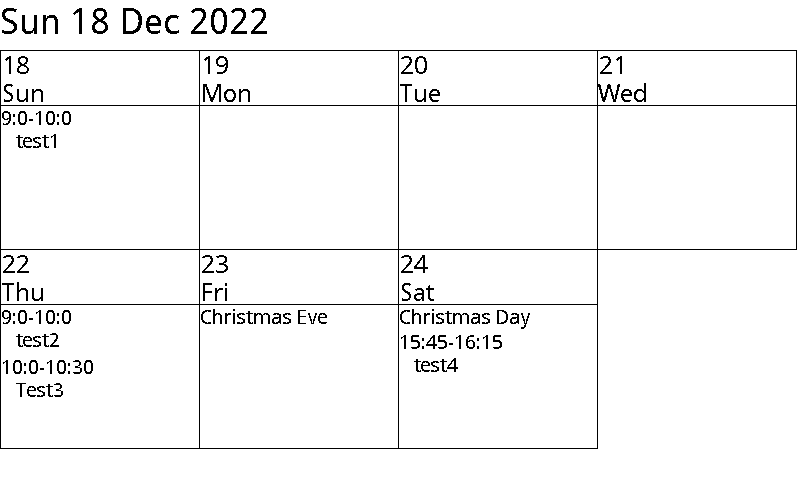 Sun 18 Dec 2022
18
Sun
19
Mon
20
Tue
21
Wed
9:0-10:0
test1
22
Thu
23
Fri
24
Sat
9:0-10:0
test2
10:0-10:30
Test3
Christmas Eve
Christmas Day
15:45-16:15
test4